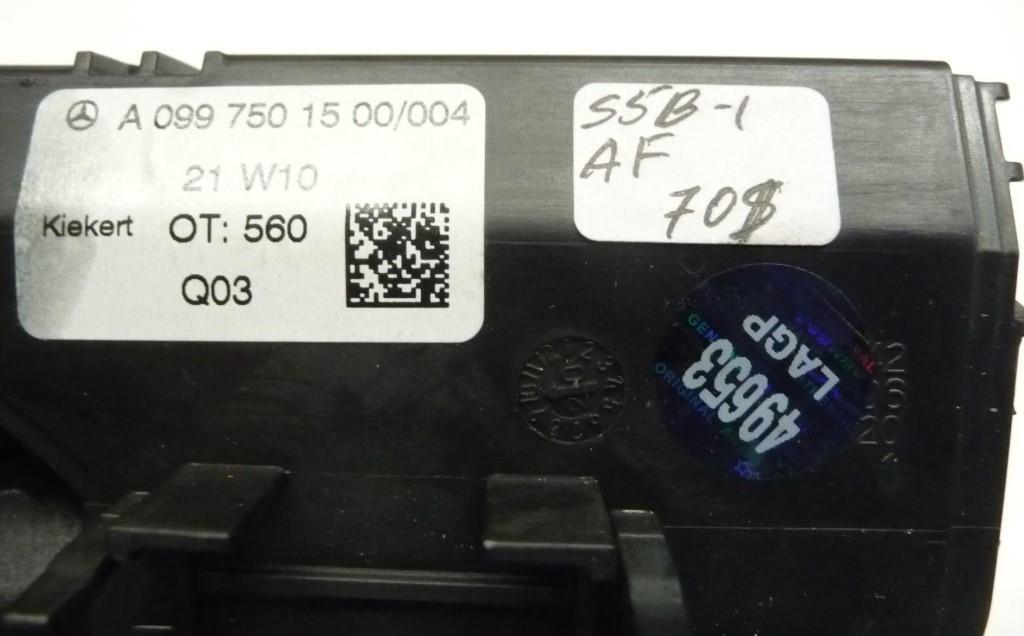 A 099 750 15 00/004
21 W10
Kiekert OT: 560
Q03
S5B-1
AF
70$
49653
LAGP